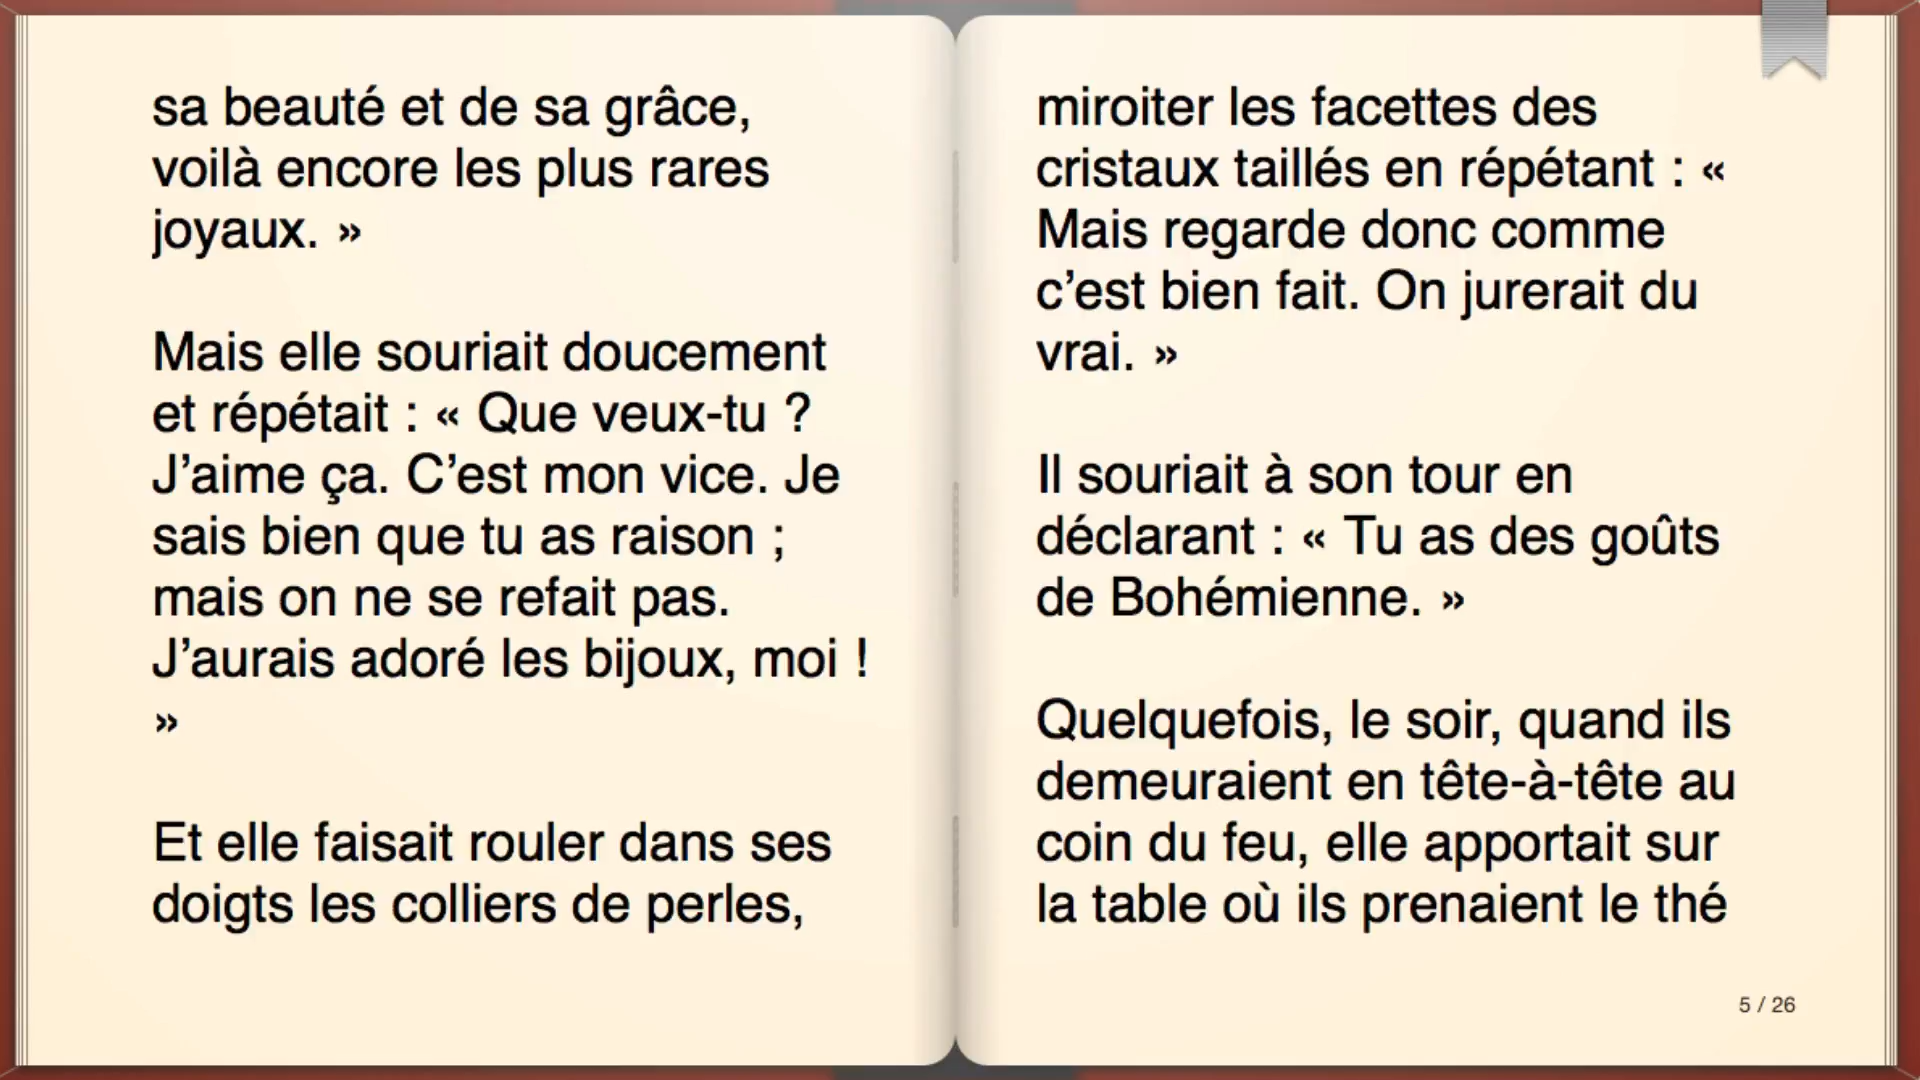 sa beauté et de sa grâce,
voilà encore les plus rares
joyaux. »
Mais elle souriait doucement
et répétait : « Que veux-tu ?
J’aime ça. C’est mon vice. Je
sais bien que tu as raison ;
mais on ne se refait pas.
J’aurais adoré les bijoux, moi !
»
Et elle faisait rouler dans ses
doigts les colliers de perles,
miroiter les facettes des
cristaux taillés en répétant : «
Mais regarde donc comme
c’est bien fait. On jurerait du
vrai. »
Il souriait à son tour en
déclarant : « Tu as des goûts
de Bohémienne. »
Quelquefois, le soir, quand ils
demeuraient en tête-à-tête au
coin du feu, elle apportait sur
la table où ils prenaient le thé
5 / 26